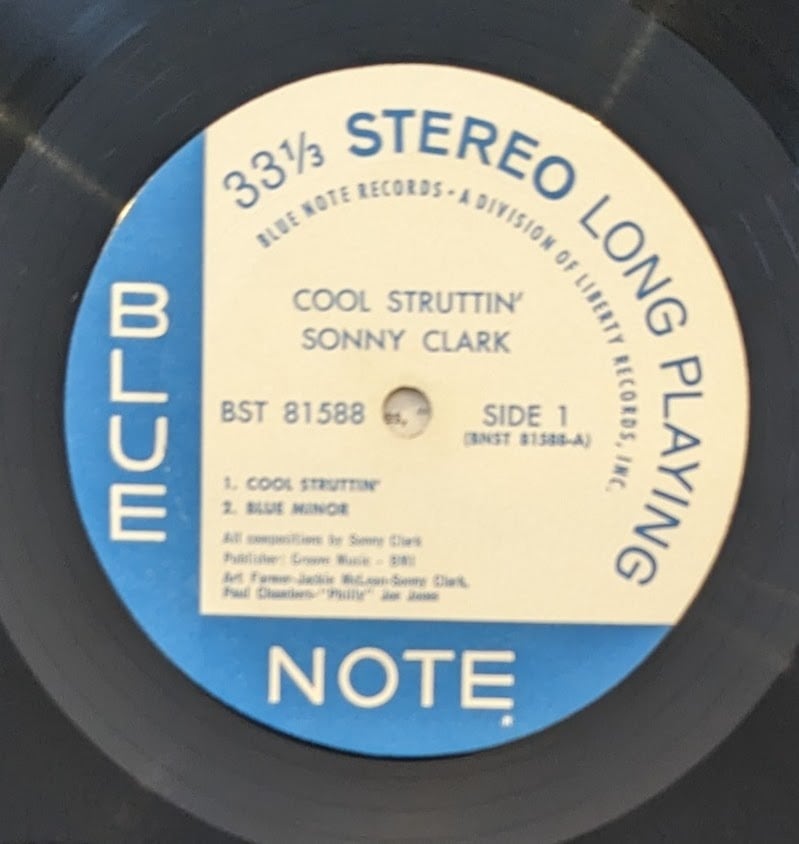 33⅓ STEREO LONG PLAYING
BLUE NOTE RECORDS • A DIVISION OF LIBERTY RECORDS, INC.
COOL STRUTTIN'
SONNY CLARK
BST 81588
SIDE 1
(BNST 81588-A)
1. COOL STRUTTIN'
2. BLUE MINOR
All compositions by Sonny Clark
Publisher: Groove Music - BMI
Art Farmer-Jackie McLean-Sonny Clark,
Paul Chambers-"Philly" Joe Jones
BLUE
NOTE